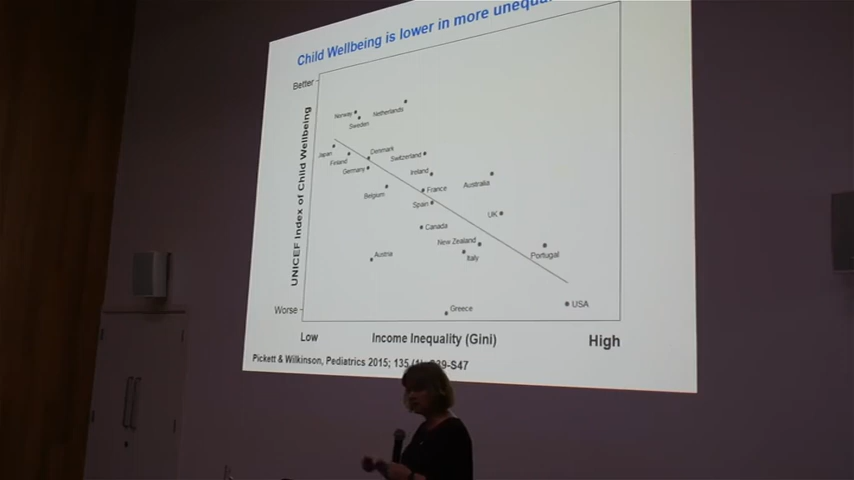 Child Wellbeing is lower in more
Better
Norway
Netherlands
Sweden
Japan
Denmark
Finland
Switzerland
Germany
Ireland
Australia
Belgium
France
Spain
UK
Canada
New Zealand
Portugal
Austria
Italy
USA
Greece
UNICEF Index of Child Wellbeing
Worse
Low
Income Inequality (Gini)
High
Pickett & Wilkinson, Pediatrics 2015; 135